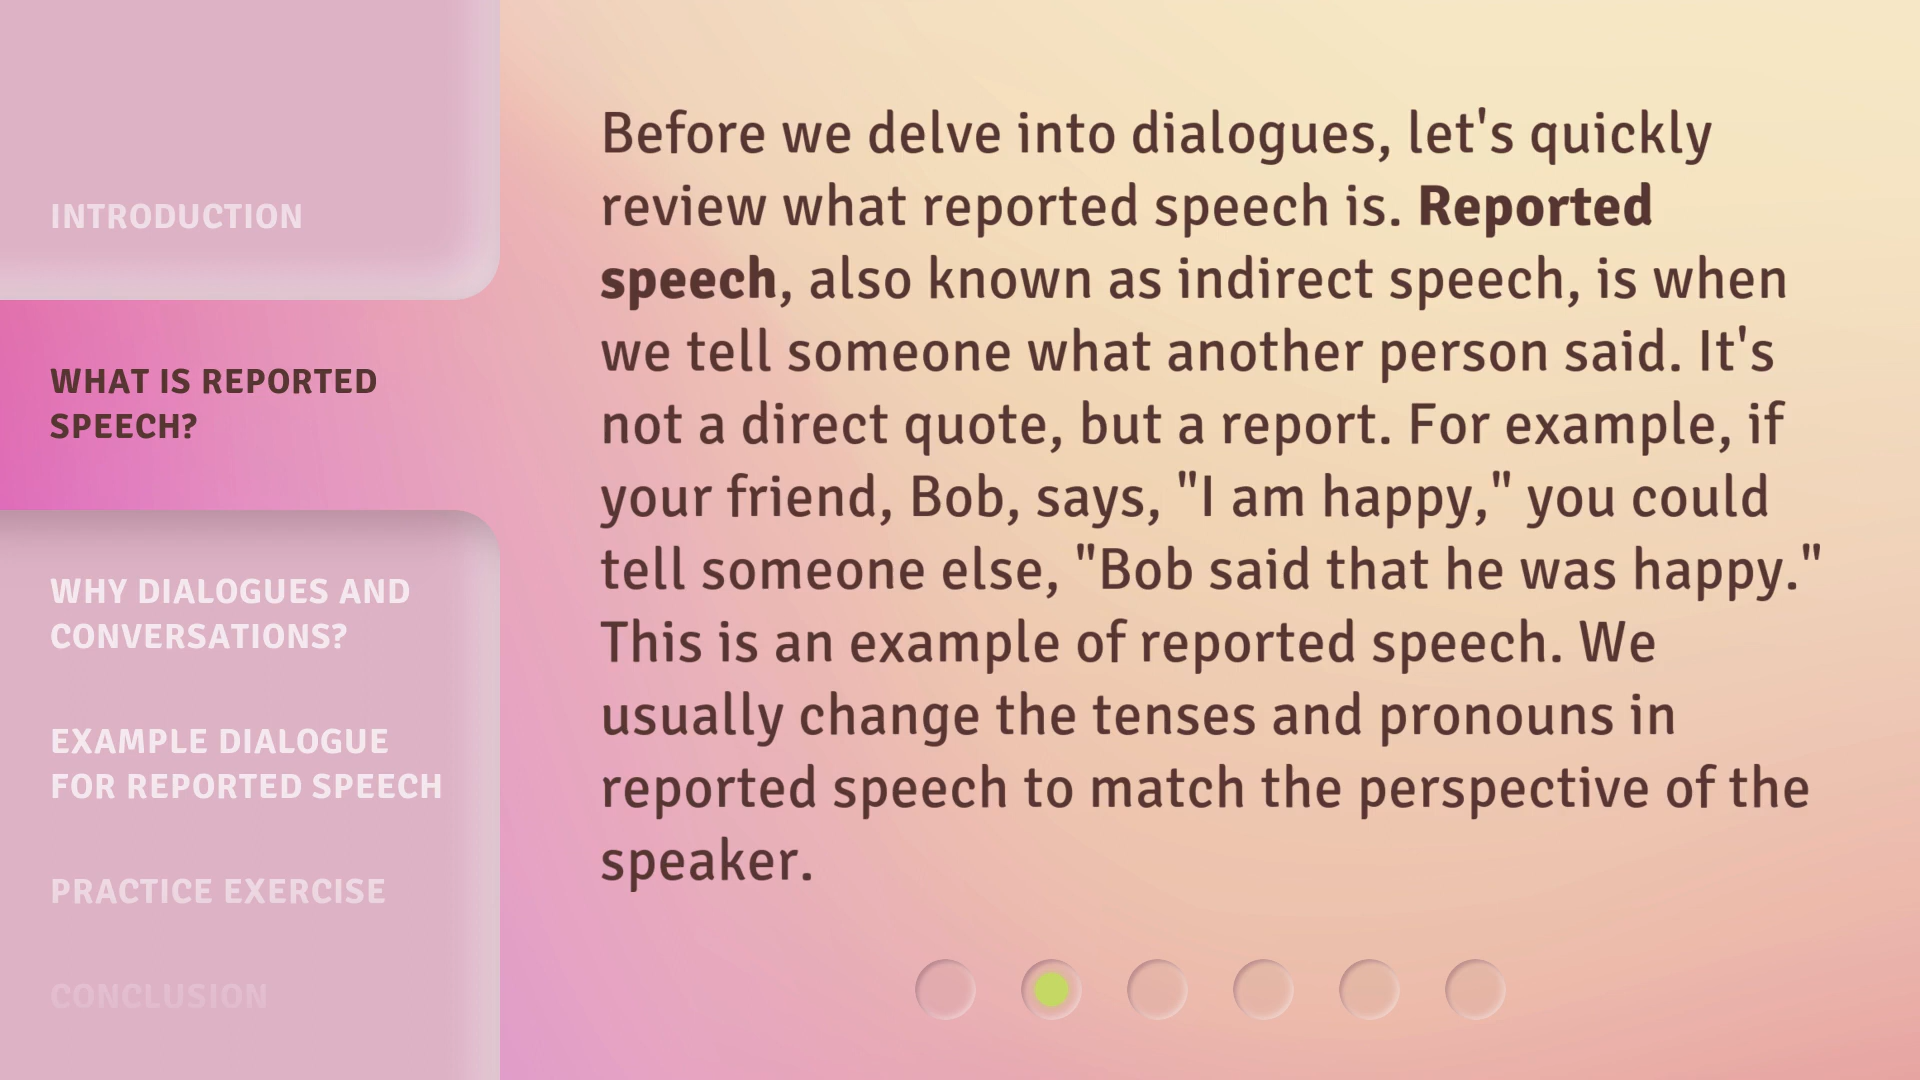 INTRODUCTION
WHAT IS REPORTED
SPEECH?
WHY DIALOGUES AND
CONVERSATIONS?
EXAMPLE DIALOGUE
FOR REPORTED SPEECH
PRACTICE EXERCISE
CONCLUSION
Before we delve into dialogues, let's quickly
review what reported speech is. Reported
speech, also known as indirect speech, is when
we tell someone what another person said. It's
not a direct quote, but a report. For example, if
your friend, Bob, says, "I am happy," you could
tell someone else, "Bob said that he was happy."
This is an example of reported speech. We
usually change the tenses and pronouns in
reported speech to match the perspective of the
speaker.